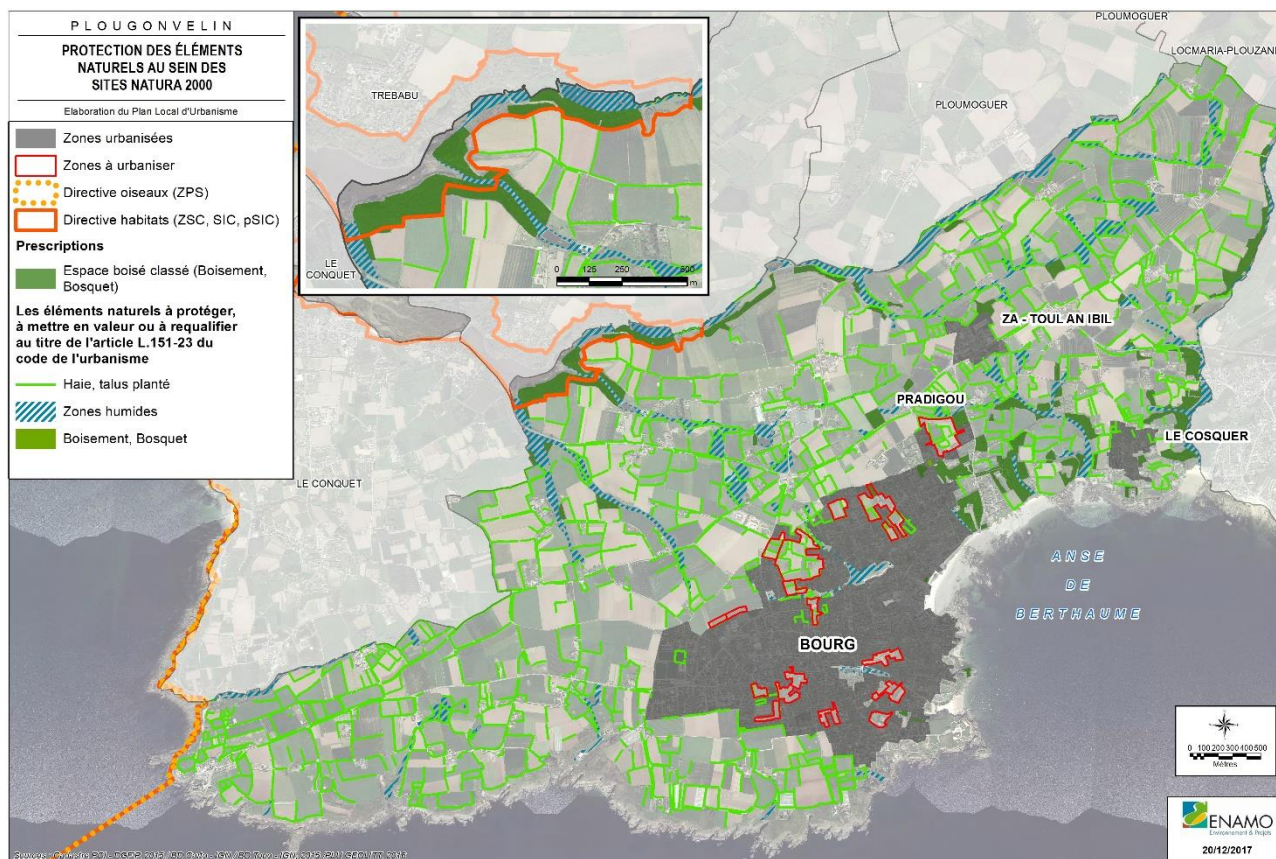 PLOUGONVELIN
PROTECTION DES ÉLÉMENTS
NATURELS AU SEIN DES
SITES NATURA 2000
Elaboration du Plan Local d'Urbanisme
Zones urbanisées
Zones à urbaniser
Directive oiseaux (ZPS)
Directive habitats (ZSC, SIC, pSIC)
Prescriptions
Espace boisé classé (Boisement,
Bosquet)
Les éléments naturels à protéger,
à mettre en valeur ou à requalifier
au titre de l'article L.151-23 du
code de l'urbanisme
Haie, talus planté
Zones humides
Boisement, Bosquet
TREBABU
LE
CONQUET
0 125 250 500
m
PLOUMOGUER
LOCMARIA-PLOUZANE
PLOUMOGUER
ZA - TOUL AN IBIL
PRADIGOU
LE COSQUER
LE CONQUET
ANSE
DE
BERTHAUME
BOURG
0 100 200 300 400 500
Mètres
ENAMO
Environnement & Projets
20/12/2017